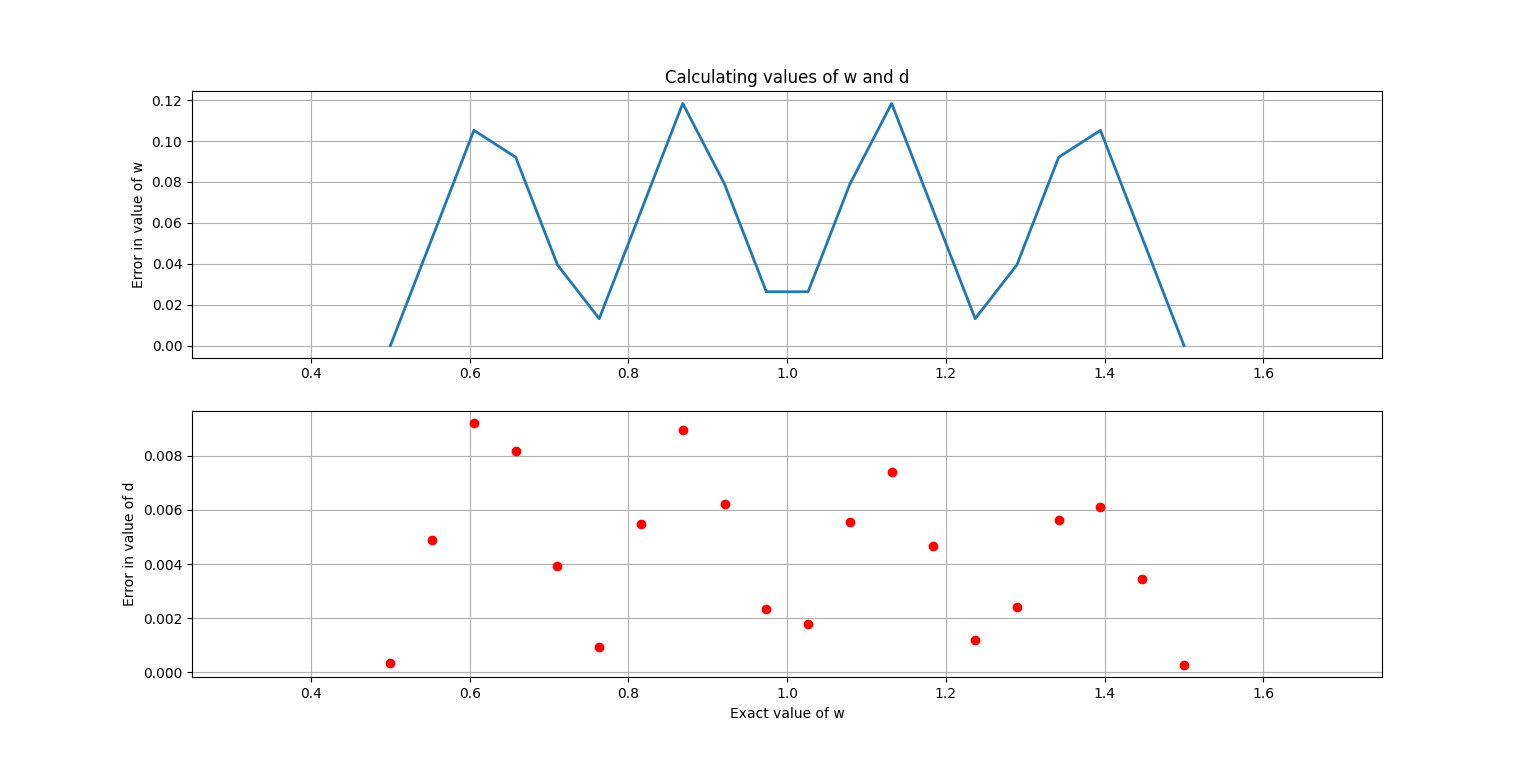 Calculating values of w and d
Error in value of w
0.12
0.10
0.08
0.06
0.04
0.02
0.00
0.4 0.6 0.8 1.0 1.2 1.4 1.6
Error in value of d
0.008
0.006
0.004
0.002
0.000
0.4 0.6 0.8 1.0 1.2 1.4 1.6
Exact value of w